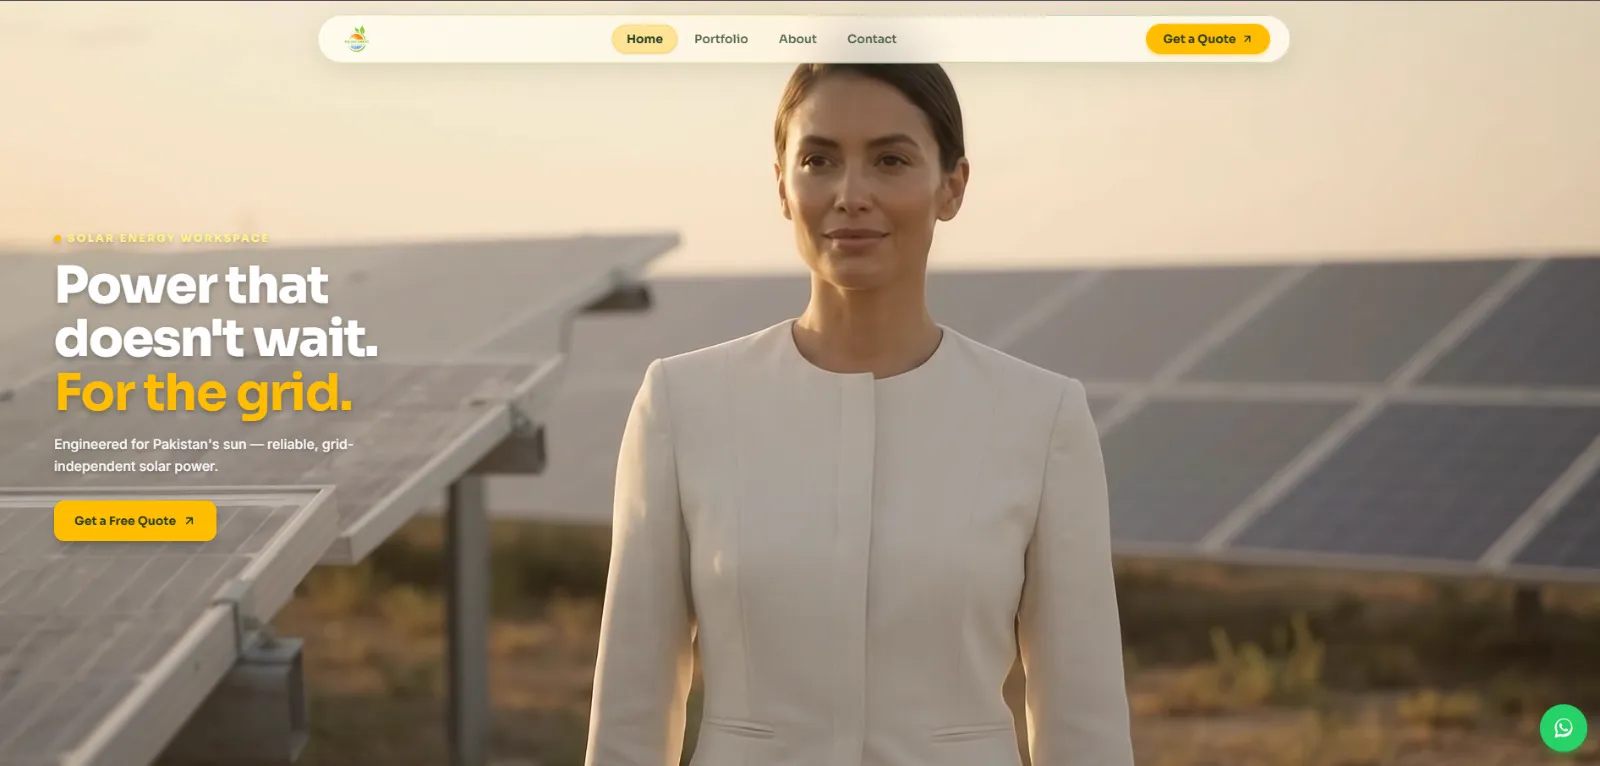 Home
Portfolio
About
Contact
Get a Quote
SOLAR ENERGY WORKSPACE
Power that
doesn't wait.
For the grid.
Engineered for Pakistan's sun — reliable, grid-
independent solar power.
Get a Free Quote